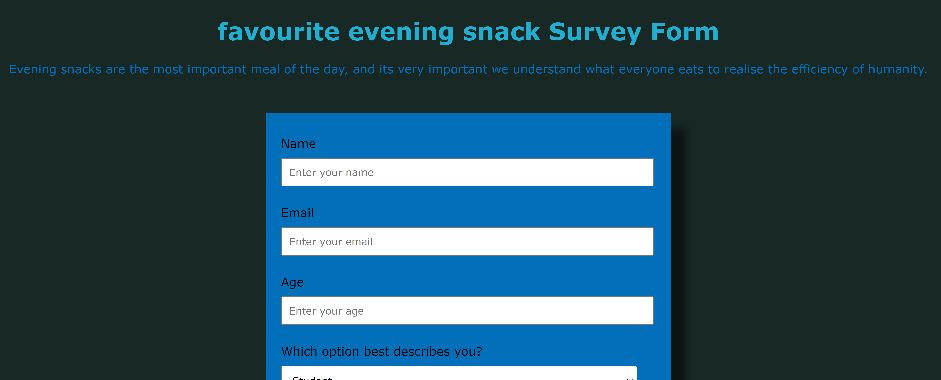 favourite evening snack Survey Form
Evening snacks are the most important meal of the day, and its very important we understand what everyone eats to realise the efficiency of humanity.
Name
Enter your name
Email
Enter your email
Age
Enter your age
Which option best describes you?
Student